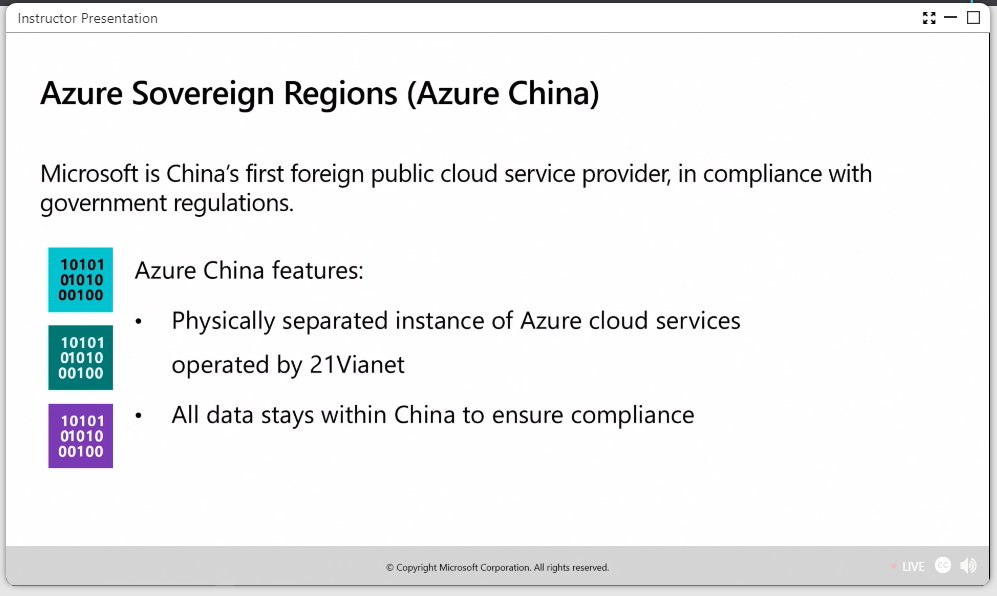 Instructor Presentation
Azure Sovereign Regions (Azure China)
Microsoft is China's first foreign public cloud service provider, in compliance with
government regulations.
10101
01010
00100
Azure China features:
• Physically separated instance of Azure cloud services
operated by 21Vianet
10101
01010
00100
• All data stays within China to ensure compliance
10101
01010
00100
© Copyright Microsoft Corporation. All rights reserved.
LIVE
CC